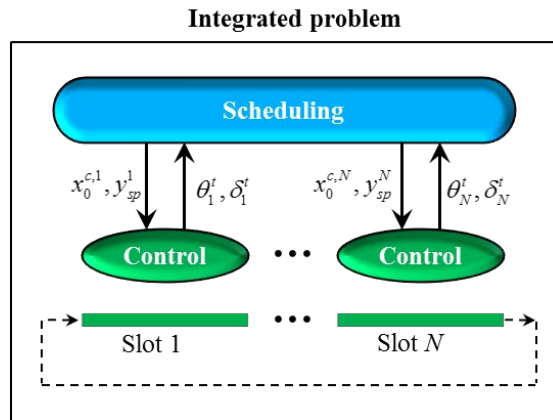 Integrated problem
Scheduling
x_0^{c,1}, y_{sp}^1 θ_1^t, δ_1^t x_0^{c,N}, y_{sp}^N θ_N^t, δ_N^t
Control ••• Control
•••
Slot 1 Slot N